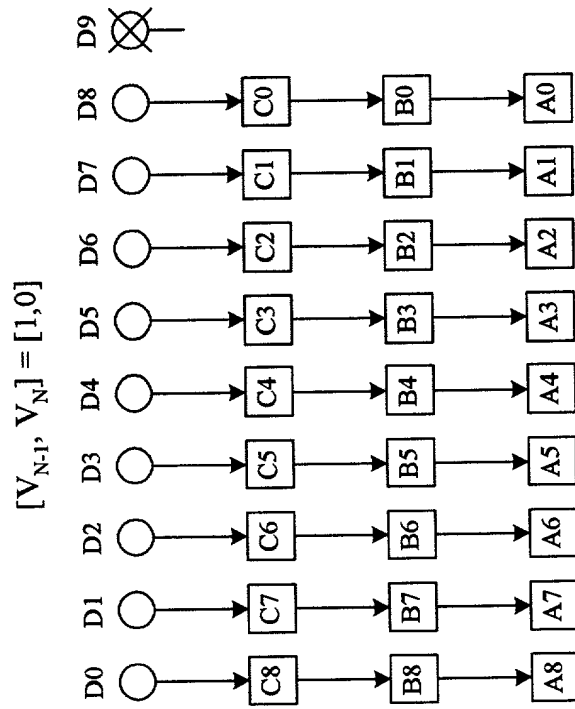 [V_{N-1}, V_N] = [1,0]
D0 D1 D2 D3 D4 D5 D6 D7 D8 D9
C8 C7 C6 C5 C4 C3 C2 C1 C0
B8 B7 B6 B5 B4 B3 B2 B1 B0
A8 A7 A6 A5 A4 A3 A2 A1 A0